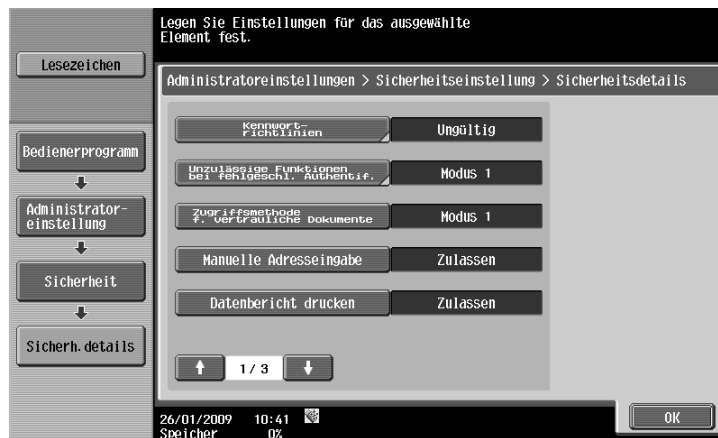 Legen Sie Einstellungen für das ausgewählte
Element fest.
Lesezeichen
Administratoreinstellungen > Sicherheitseinstellung > Sicherheitsdetails
Kennwort-
richtlinien
Ungültig
Bedienerprogramm
Unzulässige Funktionen
bei fehlgeschl. Authentif.
Modus 1
Administrator-
einstellung
Zugriffsmethode
f. vertrauliche Dokumente
Modus 1
Manuelle Adresseingabe
Zulassen
Sicherheit
Datenbericht drucken
Zulassen
Sicherh.details
1/ 3
26/01/2009 10:41
Speicher 0%
OK